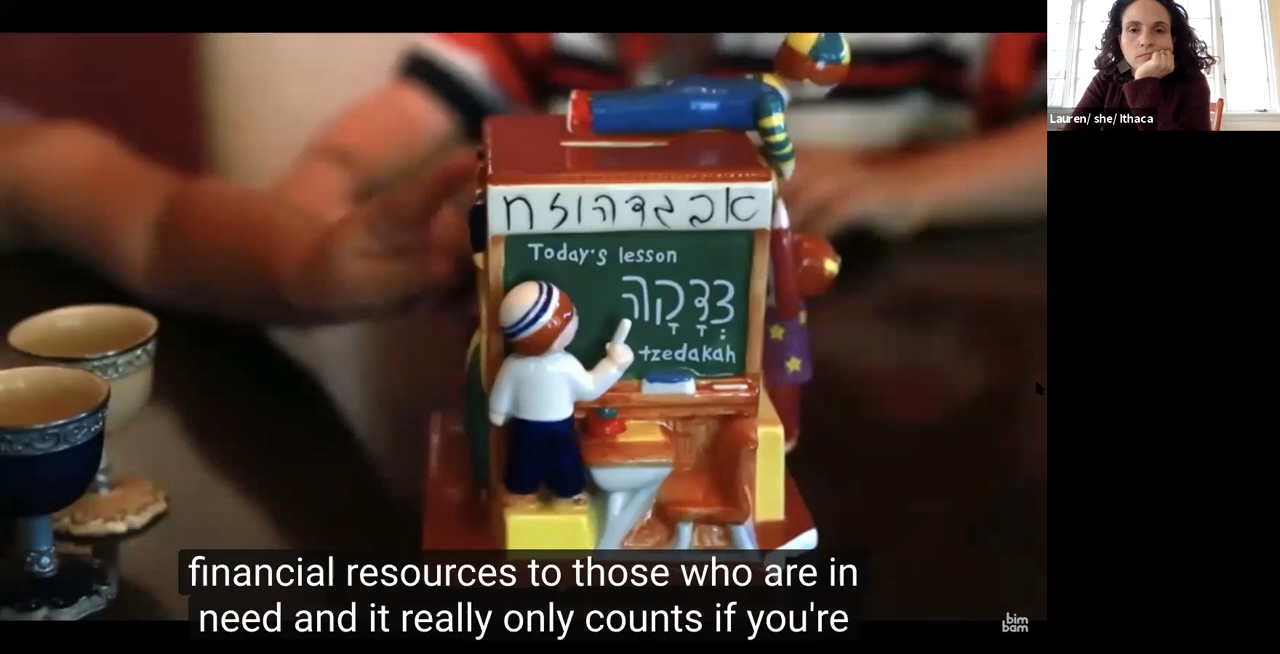 Lauren/ she/ Ithaca
אבגדהוזח
Today's lesson
צְדָקָה
tzedakah
financial resources to those who are in
need and it really only counts if you're
bim
bam